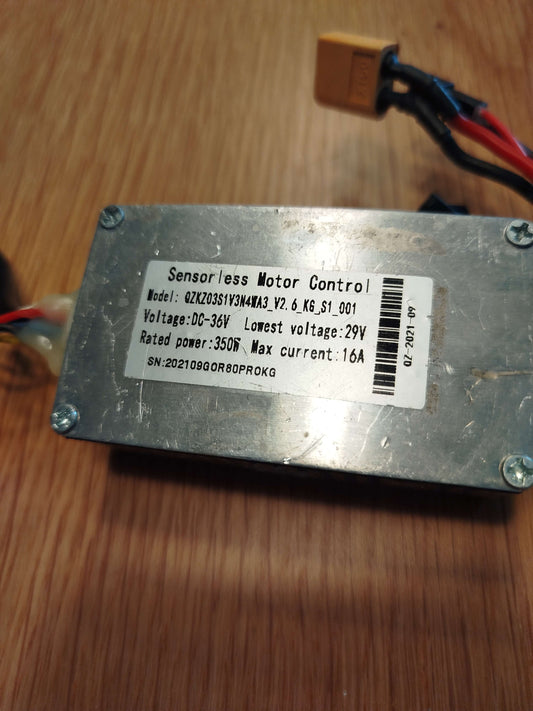 Sensorless Motor Control
Model: QZKZ03S1V3N4WA3_V2.6_KG_S1_001
Voltage:DC-36V Lowest voltage:29V
Rated power:350W Max current:16A
SN:202109GOR80PROKG
QZ-2021-09